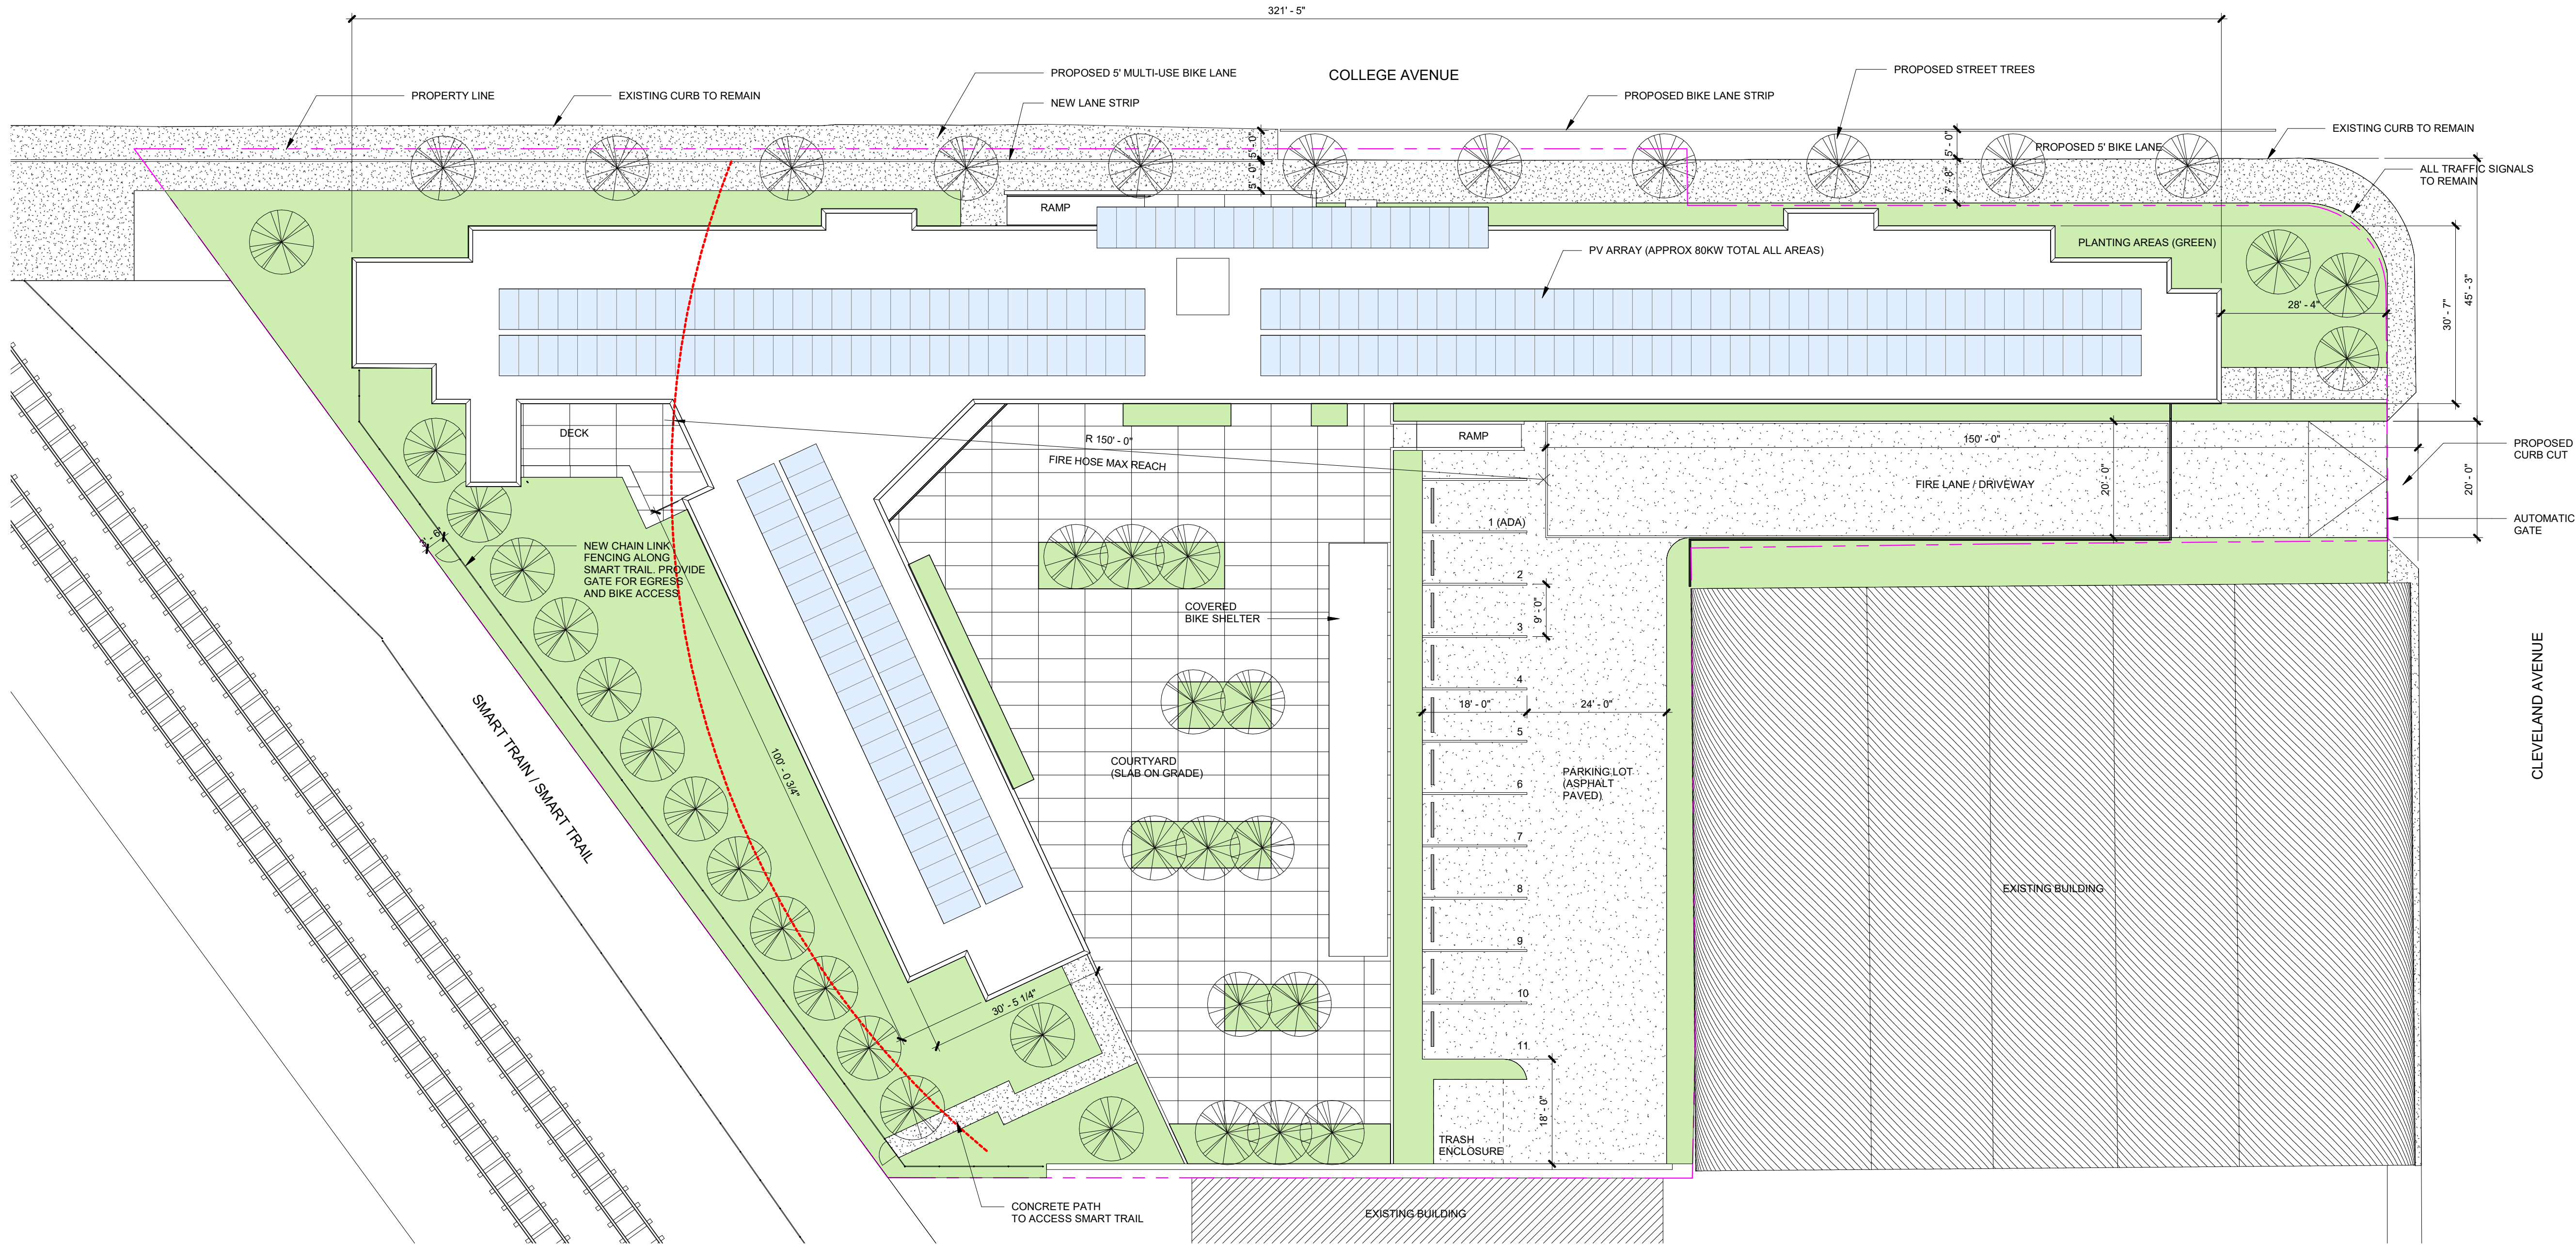 321' - 5"
COLLEGE AVENUE
PROPOSED 5' MULTI-USE BIKE LANE
PROPOSED STREET TREES
PROPERTY LINE
EXISTING CURB TO REMAIN
NEW LANE STRIP
PROPOSED BIKE LANE STRIP
EXISTING CURB TO REMAIN
5' - 0"
5' - 0"
5' - 0"
7' - 8"
PROPOSED 5' BIKE LANE
ALL TRAFFIC SIGNALS
TO REMAIN
RAMP
PLANTING AREAS (GREEN)
PV ARRAY (APPROX 80KW TOTAL ALL AREAS)
28' - 4"
30' - 7"
45' - 3"
DECK
R 150' - 0"
FIRE HOSE MAX REACH
RAMP
150' - 0"
PROPOSED
CURB CUT
FIRE LANE / DRIVEWAY
20' - 0"
20' - 0"
AUTOMATIC
GATE
NEW CHAIN LINK
FENCING ALONG
SMART TRAIL. PROVIDE
GATE FOR EGRESS
AND BIKE ACCESS
1 (ADA)
2
3
4
5
6
7
8
9
10
11
9' - 0"
COVERED
BIKE SHELTER
18' - 0"
24' - 0"
SMART TRAIN / SMART TRAIL
100' - 0 3/4"
COURTYARD
(SLAB ON GRADE)
PARKING LOT
(ASPHALT
PAVED)
CLEVELAND AVENUE
EXISTING BUILDING
30' - 5 1/4"
18' - 0"
TRASH
ENCLOSURE
CONCRETE PATH
TO ACCESS SMART TRAIL
EXISTING BUILDING